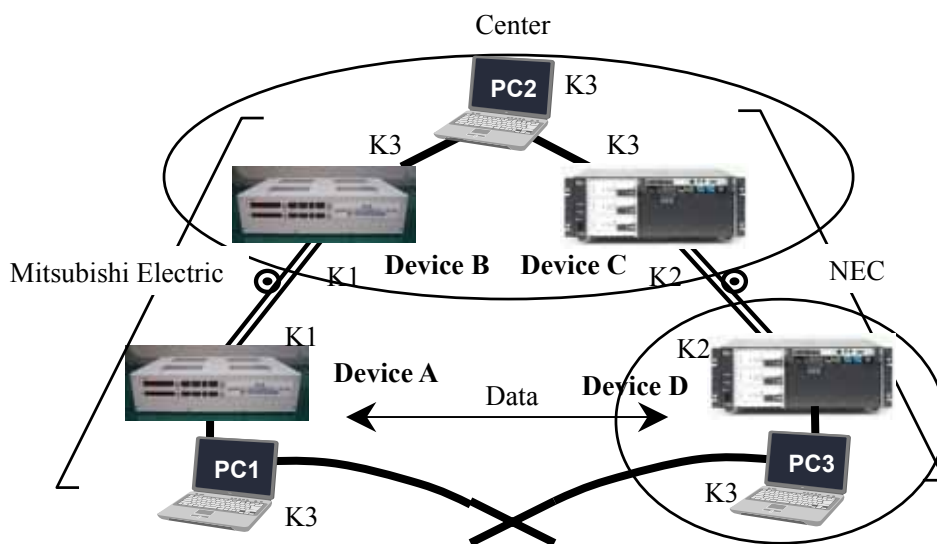 Center
PC2
K3
K3
K3
Mitsubishi Electric
K1
Device B
Device C
K2
NEC
K1
Device A
Data
Device D
K2
PC1
K3
PC3
K3